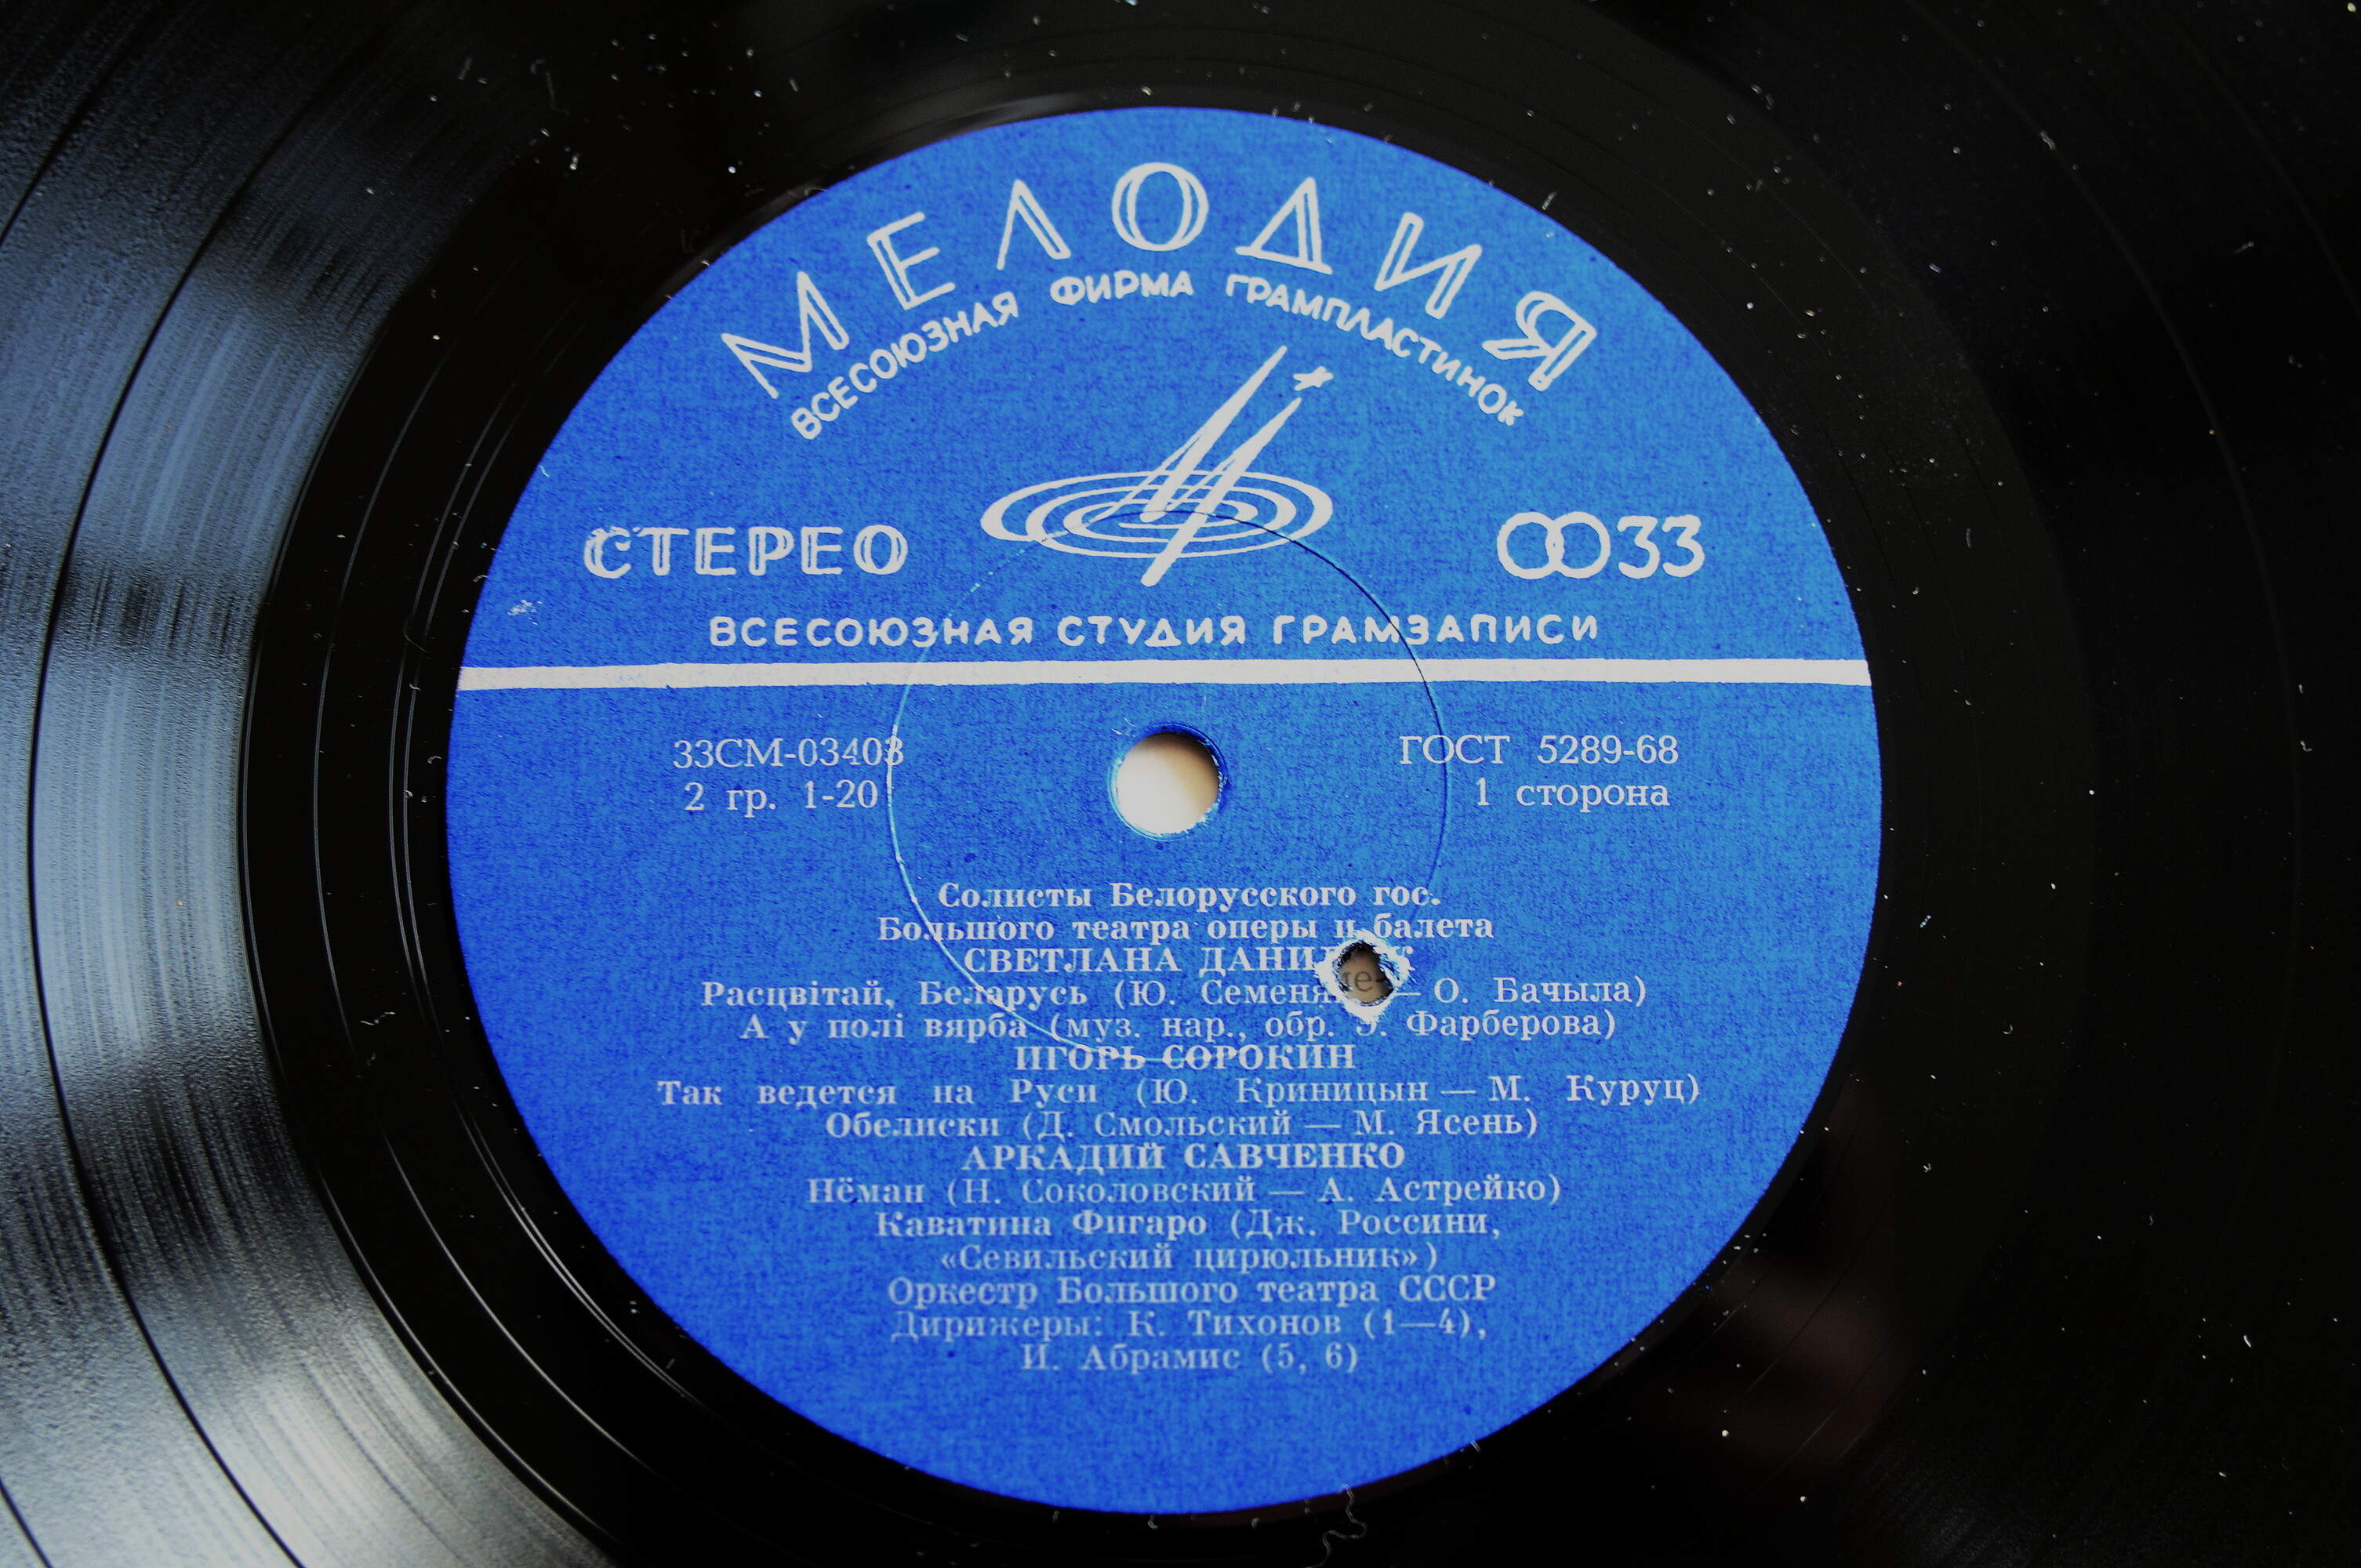 МЕЛОДИЯ
ВСЕСОЮЗНАЯ ФИРМА ГРАМПЛАСТИНОК
СТЕРЕО
33
ВСЕСОЮЗНАЯ СТУДИЯ ГРАМЗАПИСИ
33СМ-03403
ГОСТ 5289-68
2 гр. 1-20
1 сторона
Солисты Белорусского гос.
Большого театра оперы и балета
СВЕТЛАНА
Расцвітай, Беларусь (Ю. — О. Бачыла)
А у полі вярба (муз. нар., обр. Э. Фарберова)
ИГОРЬ СОРОКИН
Так ведется на Руси (Ю. Криницын — М. Куруц)
Обелиски (Д. Смольский — М. Ясень)
АРКАДИЙ САВЧЕНКО
Нёман (Н. Соколовский — А. Астрейко)
Каватина Фигаро (Дж. Россини,
«Севильский цирюльник»)
Оркестр Большого театра СССР
Дирижеры: К. Тихонов (1—4),
И. Абрамис (5, 6)